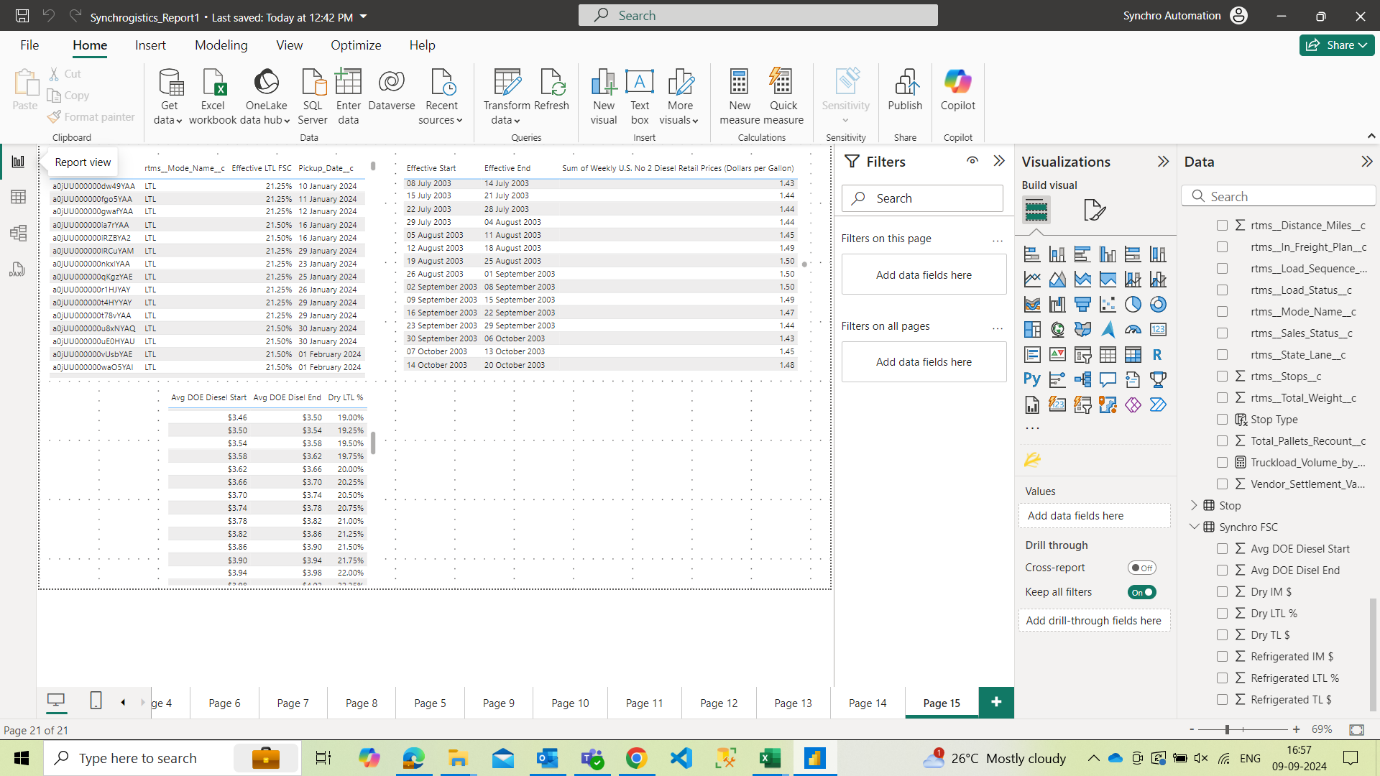 Synchrogistics_Report1 • Last saved: Today at 12:42 PM
Search
Synchro Automation
File Home Insert Modeling View Optimize Help
Share
Paste
Cut
Copy
Format painter
Get data
Excel workbook
OneLake data hub
SQL Server
Enter data
Dataverse
Recent sources
Transform data
Refresh
New visual
Text box
More visuals
New measure
Quick measure
Sensitivity
Publish
Copilot
Clipboard Data Queries Insert Calculations Sensitivity Share Copilot
Report view
rtms__Mode_Name__c Effective LTL FSC Pickup_Date__c
a0jUU000000dw49YAA LTL 21.25% 10 January 2024
a0jUU000000fgo5YAA LTL 21.25% 11 January 2024
a0jUU000000gwafYAA LTL 21.25% 12 January 2024
LTL 21.50% 16 January 2024
LTL 21.50% 16 January 2024
LTL 21.25% 29 January 2024
LTL 21.25% 23 January 2024
a0jUU000000qKgzYAE LTL 21.25% 25 January 2024
a0jUU000000r1HJYAY LTL 21.25% 26 January 2024
a0jUU000000t4HYYAY LTL 21.25% 29 January 2024
a0jUU000000t78vYAA LTL 21.25% 29 January 2024
a0jUU000000u8xNYAQ LTL 21.50% 30 January 2024
a0jUU000000uE0HYAU LTL 21.50% 30 January 2024
a0jUU000000vUsbYAE LTL 21.50% 01 February 2024
a0jUU000000waO5YAI LTL 21.50% 01 February 2024
Effective Start Effective End Sum of Weekly U.S. No 2 Diesel Retail Prices (Dollars per Gallon)
08 July 2003 14 July 2003 1.43
15 July 2003 21 July 2003 1.44
22 July 2003 28 July 2003 1.44
29 July 2003 04 August 2003 1.44
05 August 2003 11 August 2003 1.45
12 August 2003 18 August 2003 1.49
19 August 2003 25 August 2003 1.50
26 August 2003 01 September 2003 1.50
02 September 2003 08 September 2003 1.50
09 September 2003 15 September 2003 1.49
16 September 2003 22 September 2003 1.47
23 September 2003 29 September 2003 1.44
30 September 2003 06 October 2003 1.43
07 October 2003 13 October 2003 1.45
14 October 2003 20 October 2003 1.48
Avg DOE Diesel Start Avg DOE Disel End Dry LTL %
$3.46 $3.50 19.00%
$3.50 $3.54 19.25%
$3.54 $3.58 19.50%
$3.58 $3.62 19.75%
$3.62 $3.66 20.00%
$3.66 $3.70 20.25%
$3.70 $3.74 20.50%
$3.74 $3.78 20.75%
$3.78 $3.82 21.00%
$3.82 $3.86 21.25%
$3.86 $3.90 21.50%
$3.90 $3.94 21.75%
$3.94 $3.98 22.00%
Filters
Search
Filters on this page ...
Add data fields here
Filters on all pages ...
Add data fields here
Visualizations
Build visual
R
Py
123
...
Values
Add data fields here
Drill through
Cross-report Off
Keep all filters On
Add drill-through fields here
Data
Search
rtms__Distance_Miles__c
rtms__In_Freight_Plan__c
rtms__Load_Sequence_...
rtms__Load_Status__c
rtms__Mode_Name__c
rtms__Sales_Status__c
rtms__State_Lane__c
rtms__Stops__c
rtms__Total_Weight__c
Stop Type
Total_Pallets_Recount__c
Truckload_Volume_by_...
Vendor_Settlement_Va...
Stop
Synchro FSC
Avg DOE Diesel Start
Avg DOE Disel End
Dry IM $
Dry LTL %
Dry TL $
Refrigerated IM $
Refrigerated LTL %
Refrigerated TL $
ge 4 Page 6 Page 7 Page 8 Page 5 Page 9 Page 10 Page 11 Page 12 Page 13 Page 14 Page 15 +
Page 21 of 21
- + 69%
Type here to search
1
26°C Mostly cloudy
ENG
16:57
09-09-2024